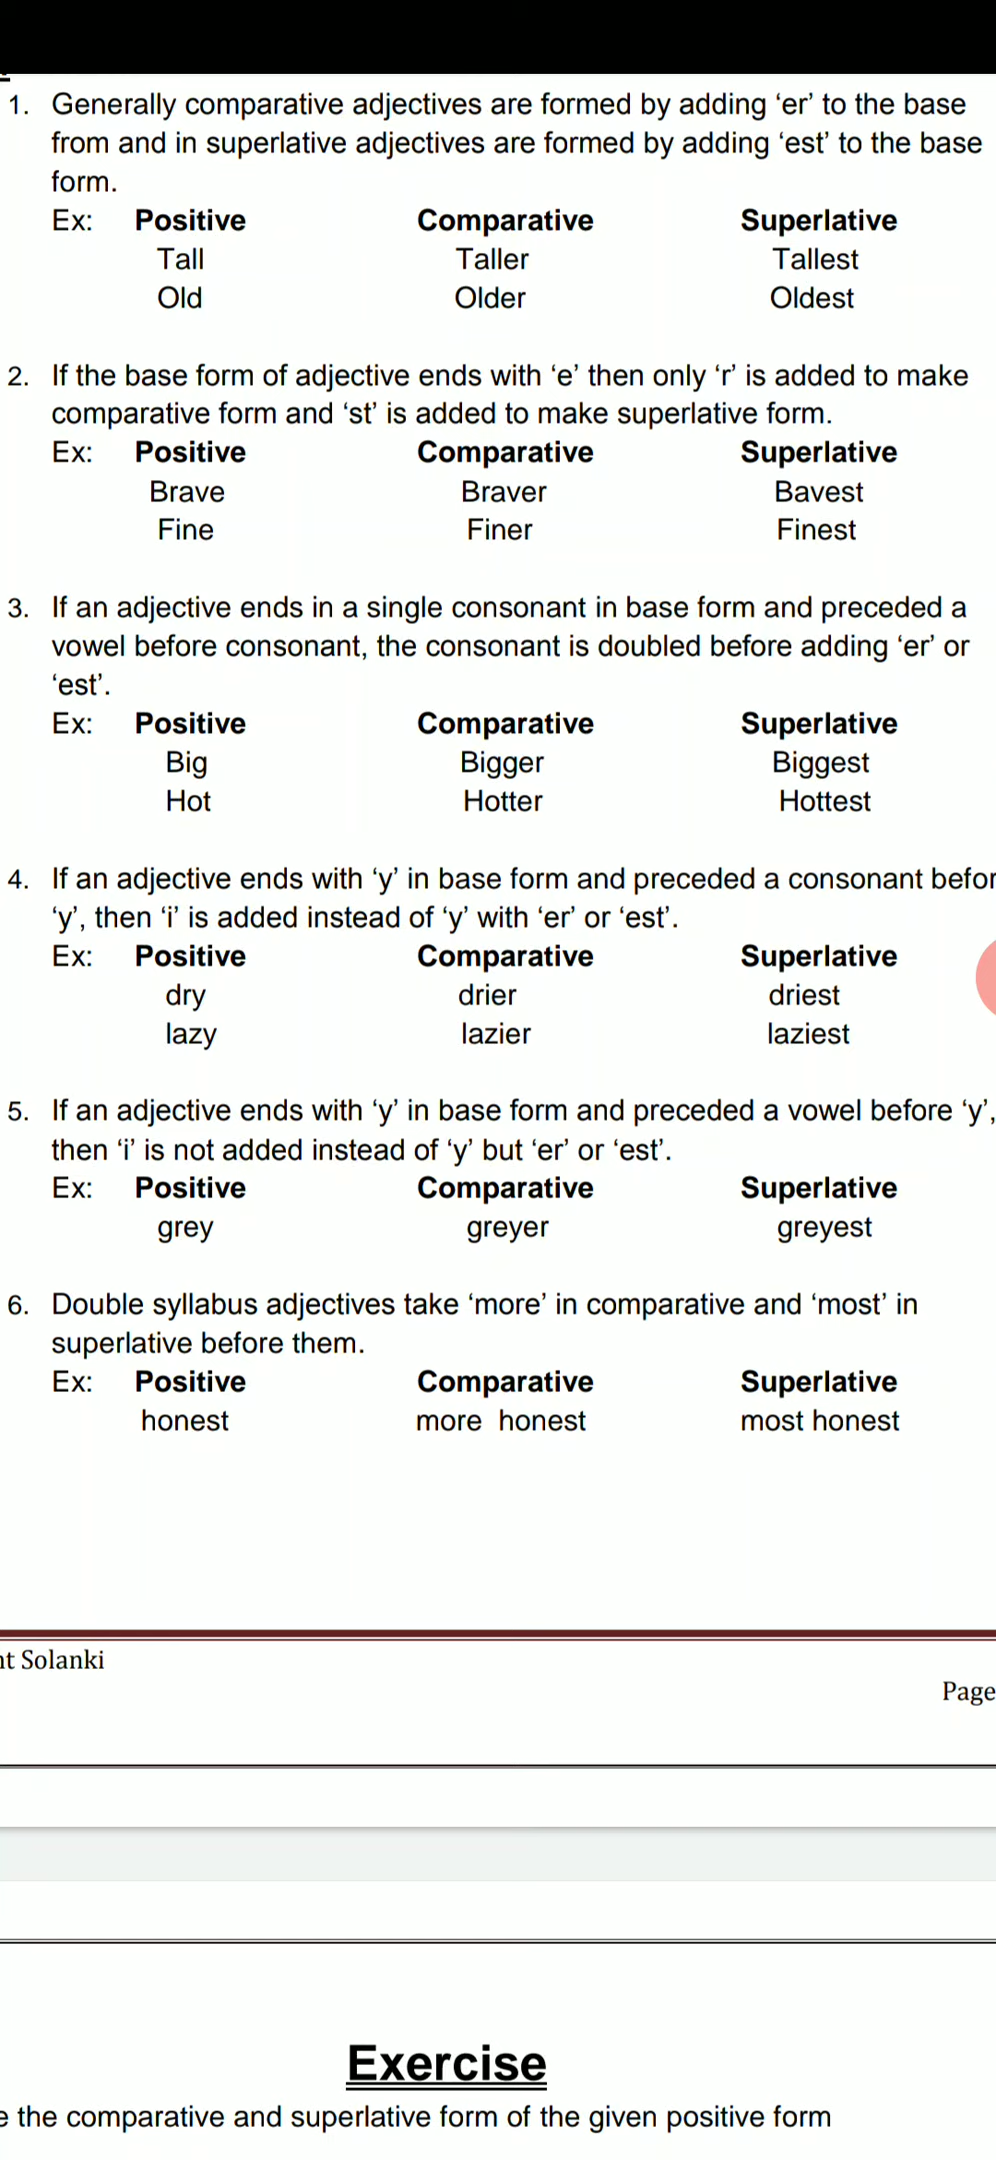 1. Generally comparative adjectives are formed by adding ‘er’ to the base
from and in superlative adjectives are formed by adding ‘est’ to the base
form.
Ex: Positive Comparative Superlative
Tall Taller Tallest
Old Older Oldest
2. If the base form of adjective ends with ‘e’ then only ‘r’ is added to make
comparative form and ‘st’ is added to make superlative form.
Ex: Positive Comparative Superlative
Brave Braver Bavest
Fine Finer Finest
3. If an adjective ends in a single consonant in base form and preceded a
vowel before consonant, the consonant is doubled before adding ‘er’ or
‘est’.
Ex: Positive Comparative Superlative
Big Bigger Biggest
Hot Hotter Hottest
4. If an adjective ends with ‘y’ in base form and preceded a consonant befor
‘y’, then ‘i’ is added instead of ‘y’ with ‘er’ or ‘est’.
Ex: Positive Comparative Superlative
dry drier driest
lazy lazier laziest
5. If an adjective ends with ‘y’ in base form and preceded a vowel before ‘y’,
then ‘i’ is not added instead of ‘y’ but ‘er’ or ‘est’.
Ex: Positive Comparative Superlative
grey greyer greyest
6. Double syllabus adjectives take ‘more’ in comparative and ‘most’ in
superlative before them.
Ex: Positive Comparative Superlative
honest more honest most honest
nt Solanki
Page
Exercise
e the comparative and superlative form of the given positive form